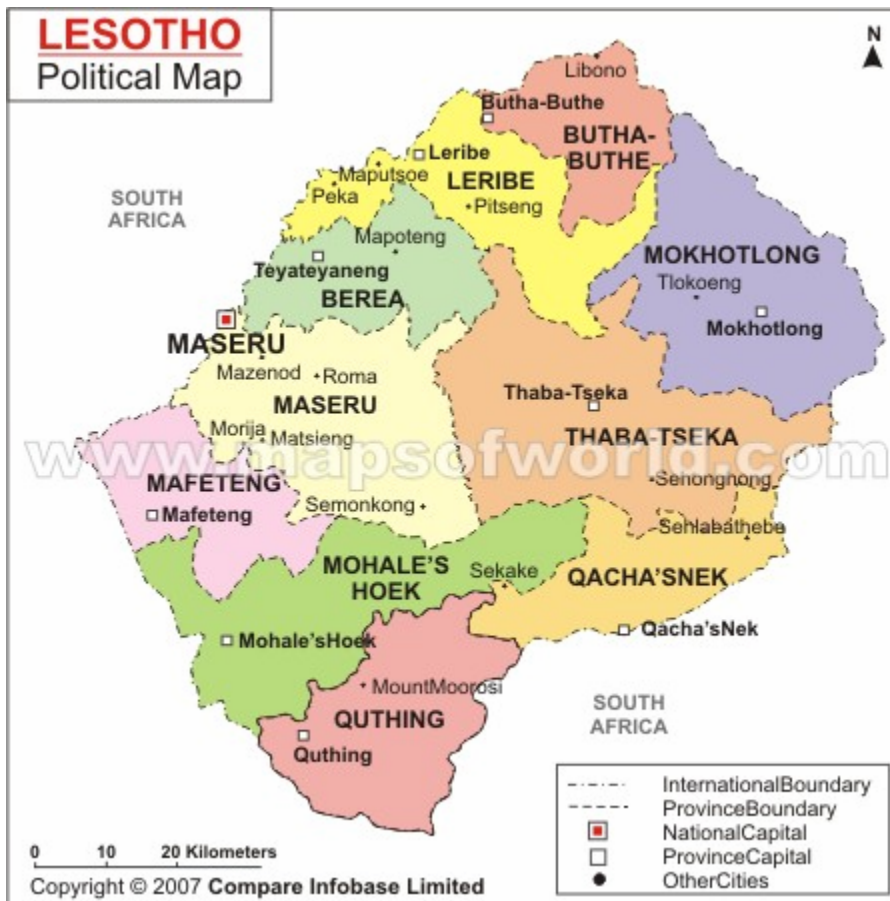 LESOTHO
Political Map
N
Libono
Butha-Buthe
BUTHA-
BUTHE
Leribe
Maputsoe
LERIBE
Peka
Pitseng
SOUTH
AFRICA
Mapoteng
Teyateyaneng
BEREA
MOKHOTLONG
Tlokoeng
Mokhotlong
MASERU
Mazenod
Roma
MASERU
Thaba-Tseka
THABA-TSEKA
Morija
Matsieng
www.mapsofworld.com
MAFETENG
Mafeteng
Semonkong
Sehonghong
Sehlabathebe
MOHALE'S
HOEK
Sekake
QACHA'SNEK
Mohale'sHoek
Qacha'sNek
MountMoorosi
QUTHING
Quthing
SOUTH
AFRICA
InternationalBoundary
ProvinceBoundary
NationalCapital
ProvinceCapital
OtherCities
0 10 20 Kilometers
Copyright © 2007 Compare Infobase Limited